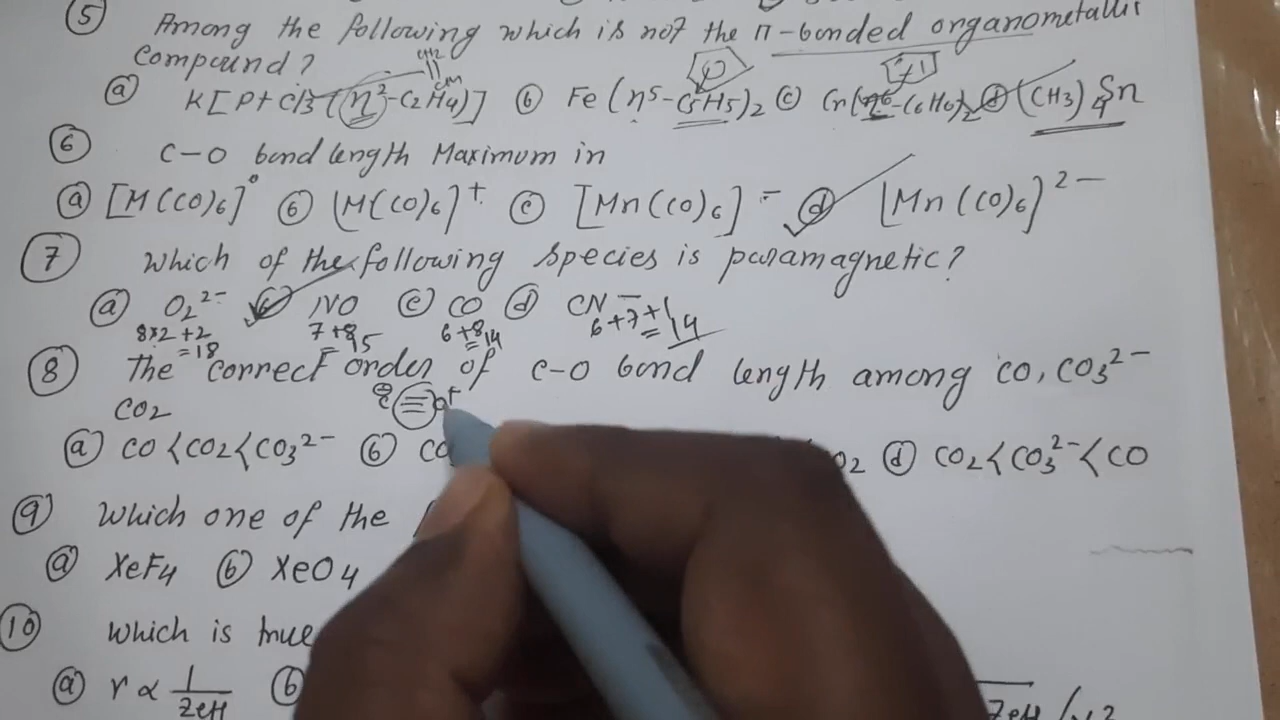 ⑤ Among the following which is not the π-bonded organometallic
compound?
CH2
ⓐ K[PtCl3(η²-C2H4)] ⓑ Fe(η5-C5H5)2 ⓒ Cr(η6-C6H6)2 ⓓ (CH3)4Sn
⑥ C-O bond length Maximum in
ⓐ [M(CO)6]° ⓑ [M(CO)6]+ ⓒ [Mn(CO)6]- ⓓ [Mn(CO)6]2-
⑦ Which of the following species is paramagnetic?
ⓐ O2 2- NO ⓒ CO ⓓ CN-
8×2+2 7+8 6+8 6+7+1
=18 =15 =14 =14
⑧ The correct order of C-O bond length among CO, CO3 2-
CO2
C≡O+
ⓐ CO<CO2<CO3 2- ⓑ CO O2 ⓓ CO2<CO3 2-<CO
⑨ Which one of the
ⓐ XeF4 ⓑ XeO4
⑩ Which is true
ⓐ r ∝ 1/Zeff ⓑ Zeff